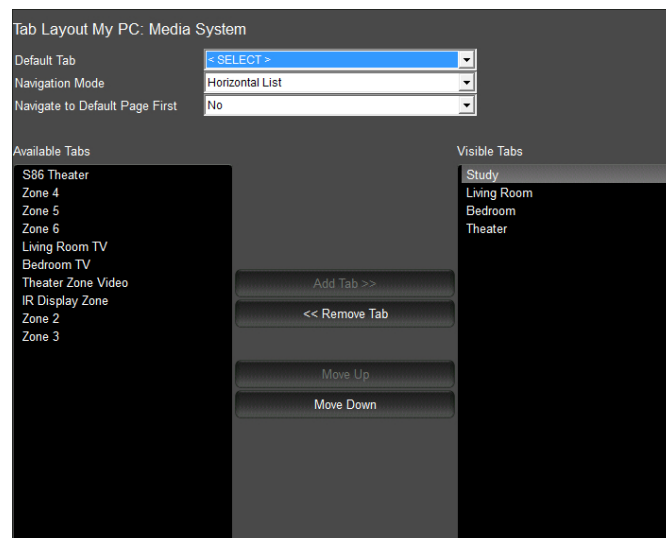 Tab Layout My PC: Media System
Default Tab < SELECT >
Navigation Mode Horizontal List
Navigate to Default Page First No
Available Tabs
S86 Theater
Zone 4
Zone 5
Zone 6
Living Room TV
Bedroom TV
Theater Zone Video
IR Display Zone
Zone 2
Zone 3
Add Tab >>
<< Remove Tab
Move Up
Move Down
Visible Tabs
Study
Living Room
Bedroom
Theater